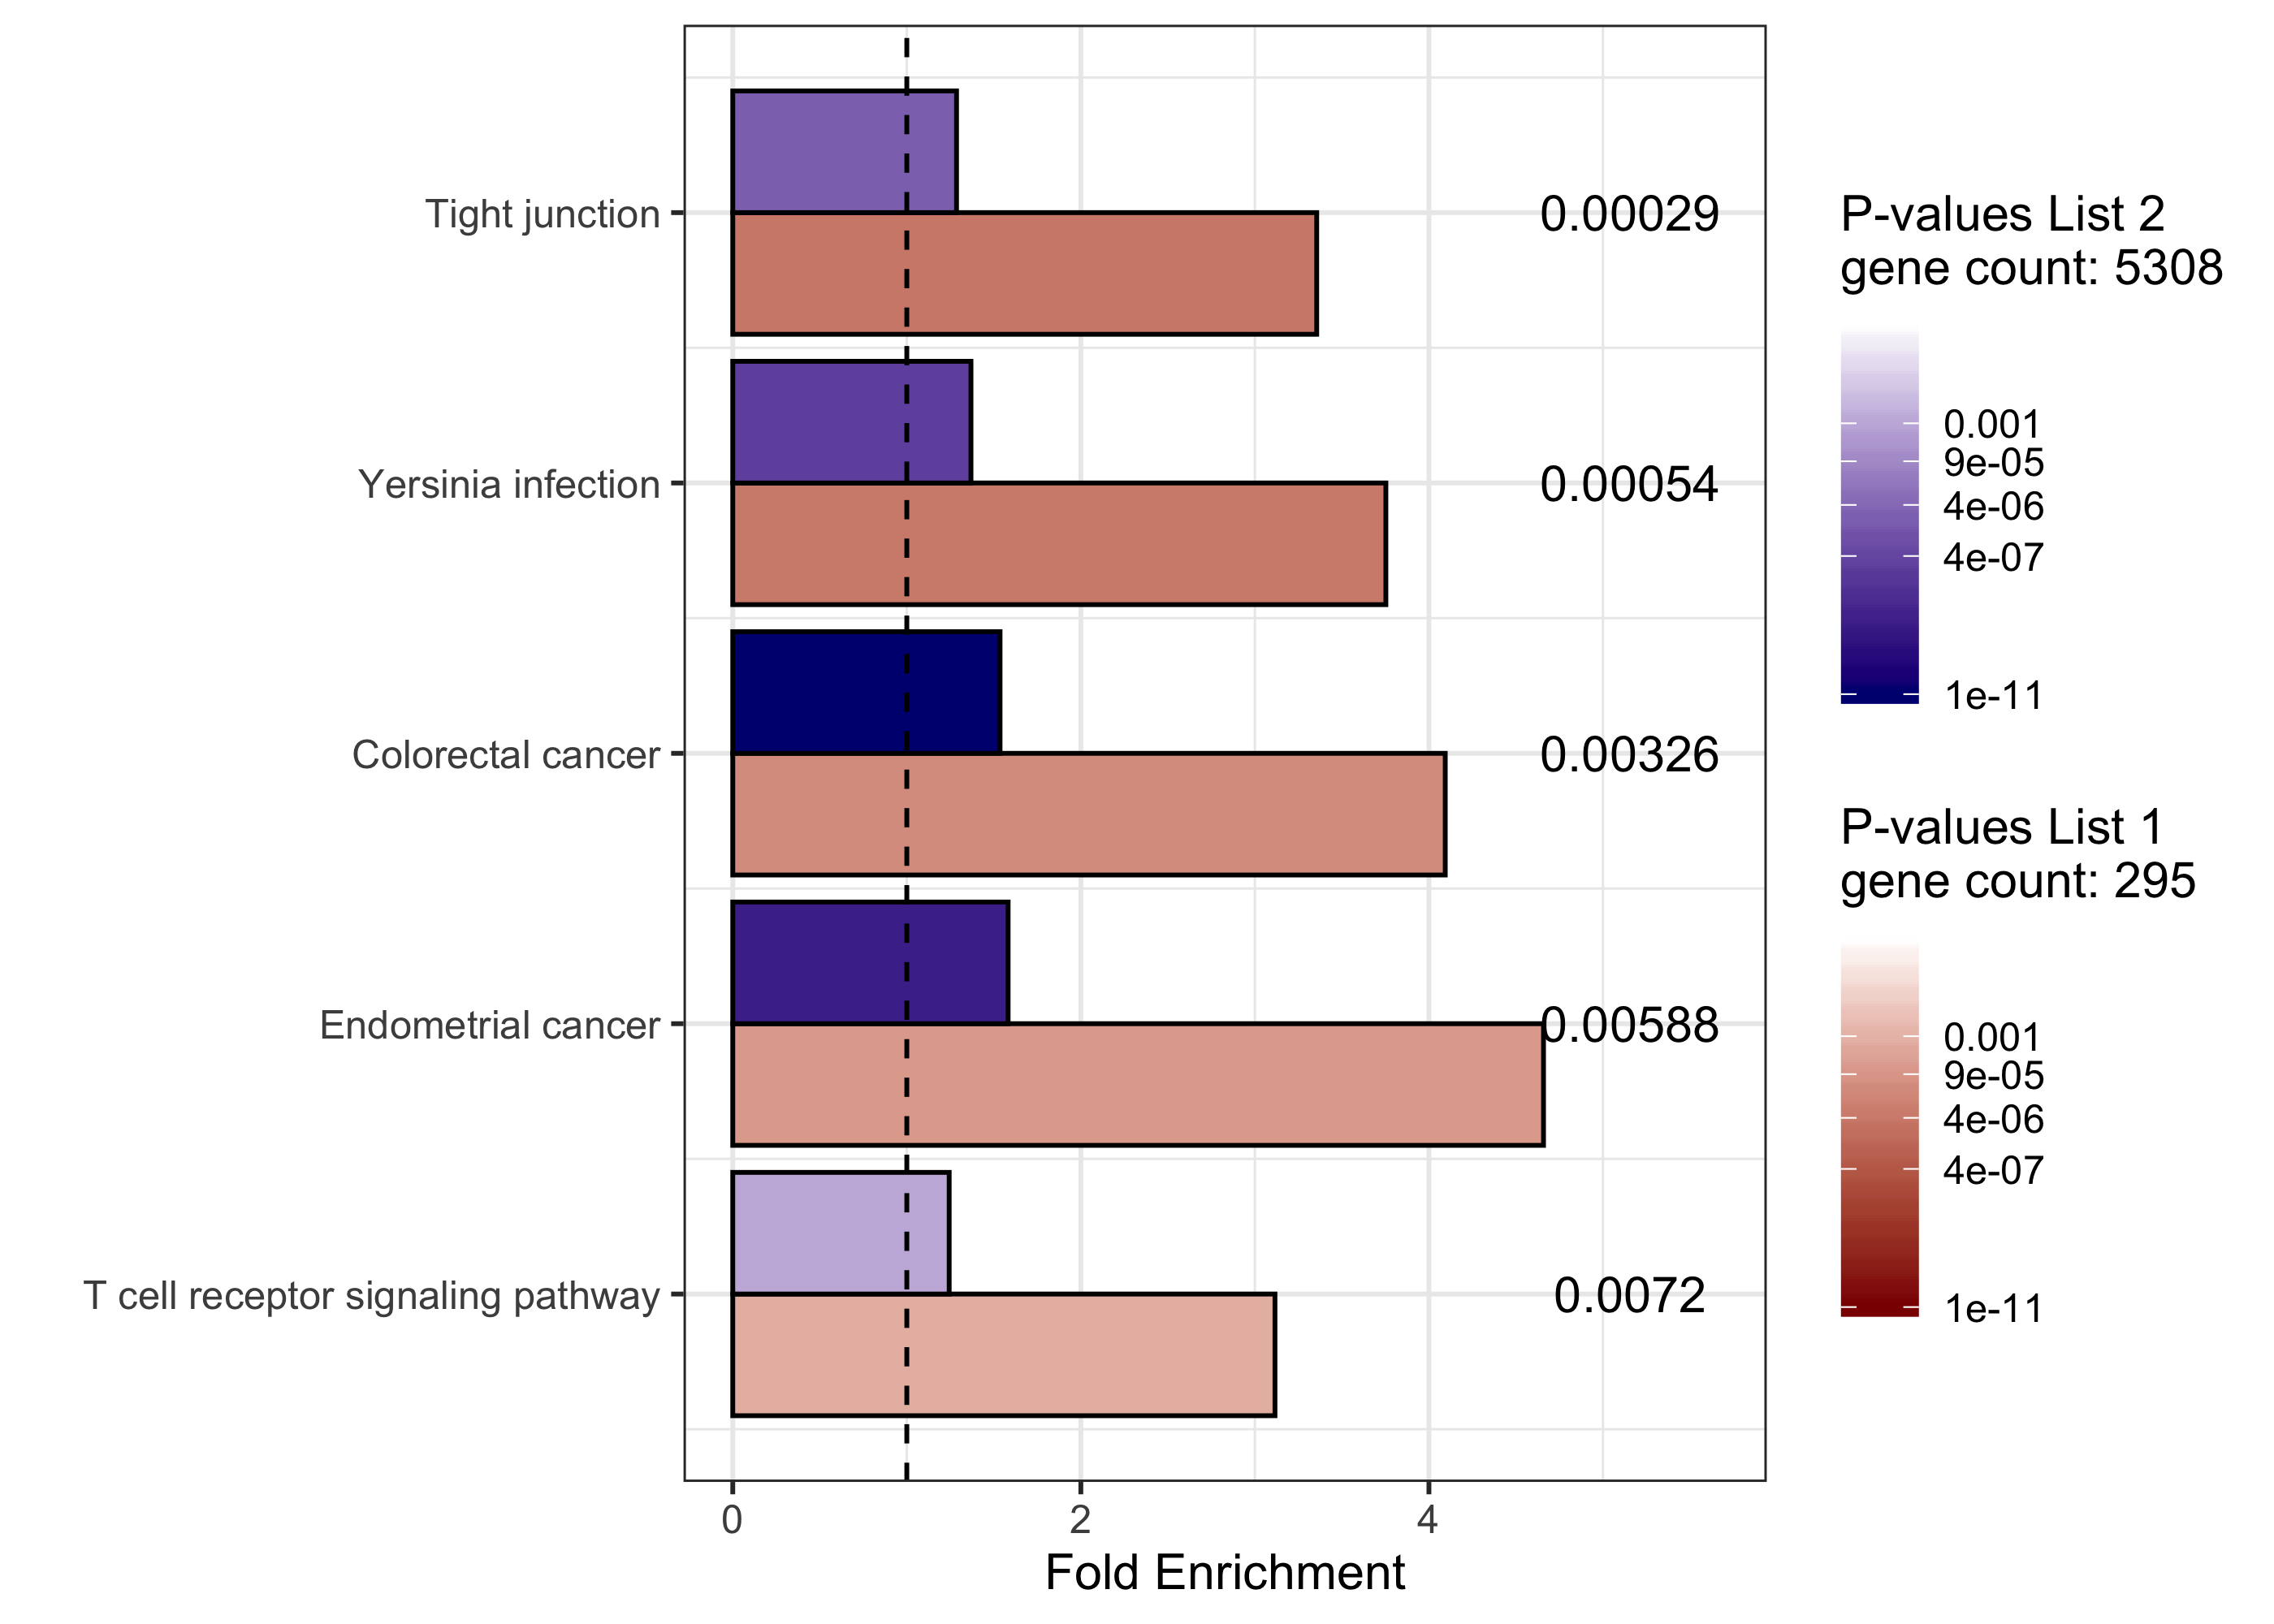 Tight junction
Yersinia infection
Colorectal cancer
Endometrial cancer
T cell receptor signaling pathway
0.00029
0.00054
0.00326
0.00588
0.0072
0
2
4
Fold Enrichment
P-values List 2
gene count: 5308
0.001
9e-05
4e-06
4e-07
1e-11
P-values List 1
gene count: 295
0.001
9e-05
4e-06
4e-07
1e-11